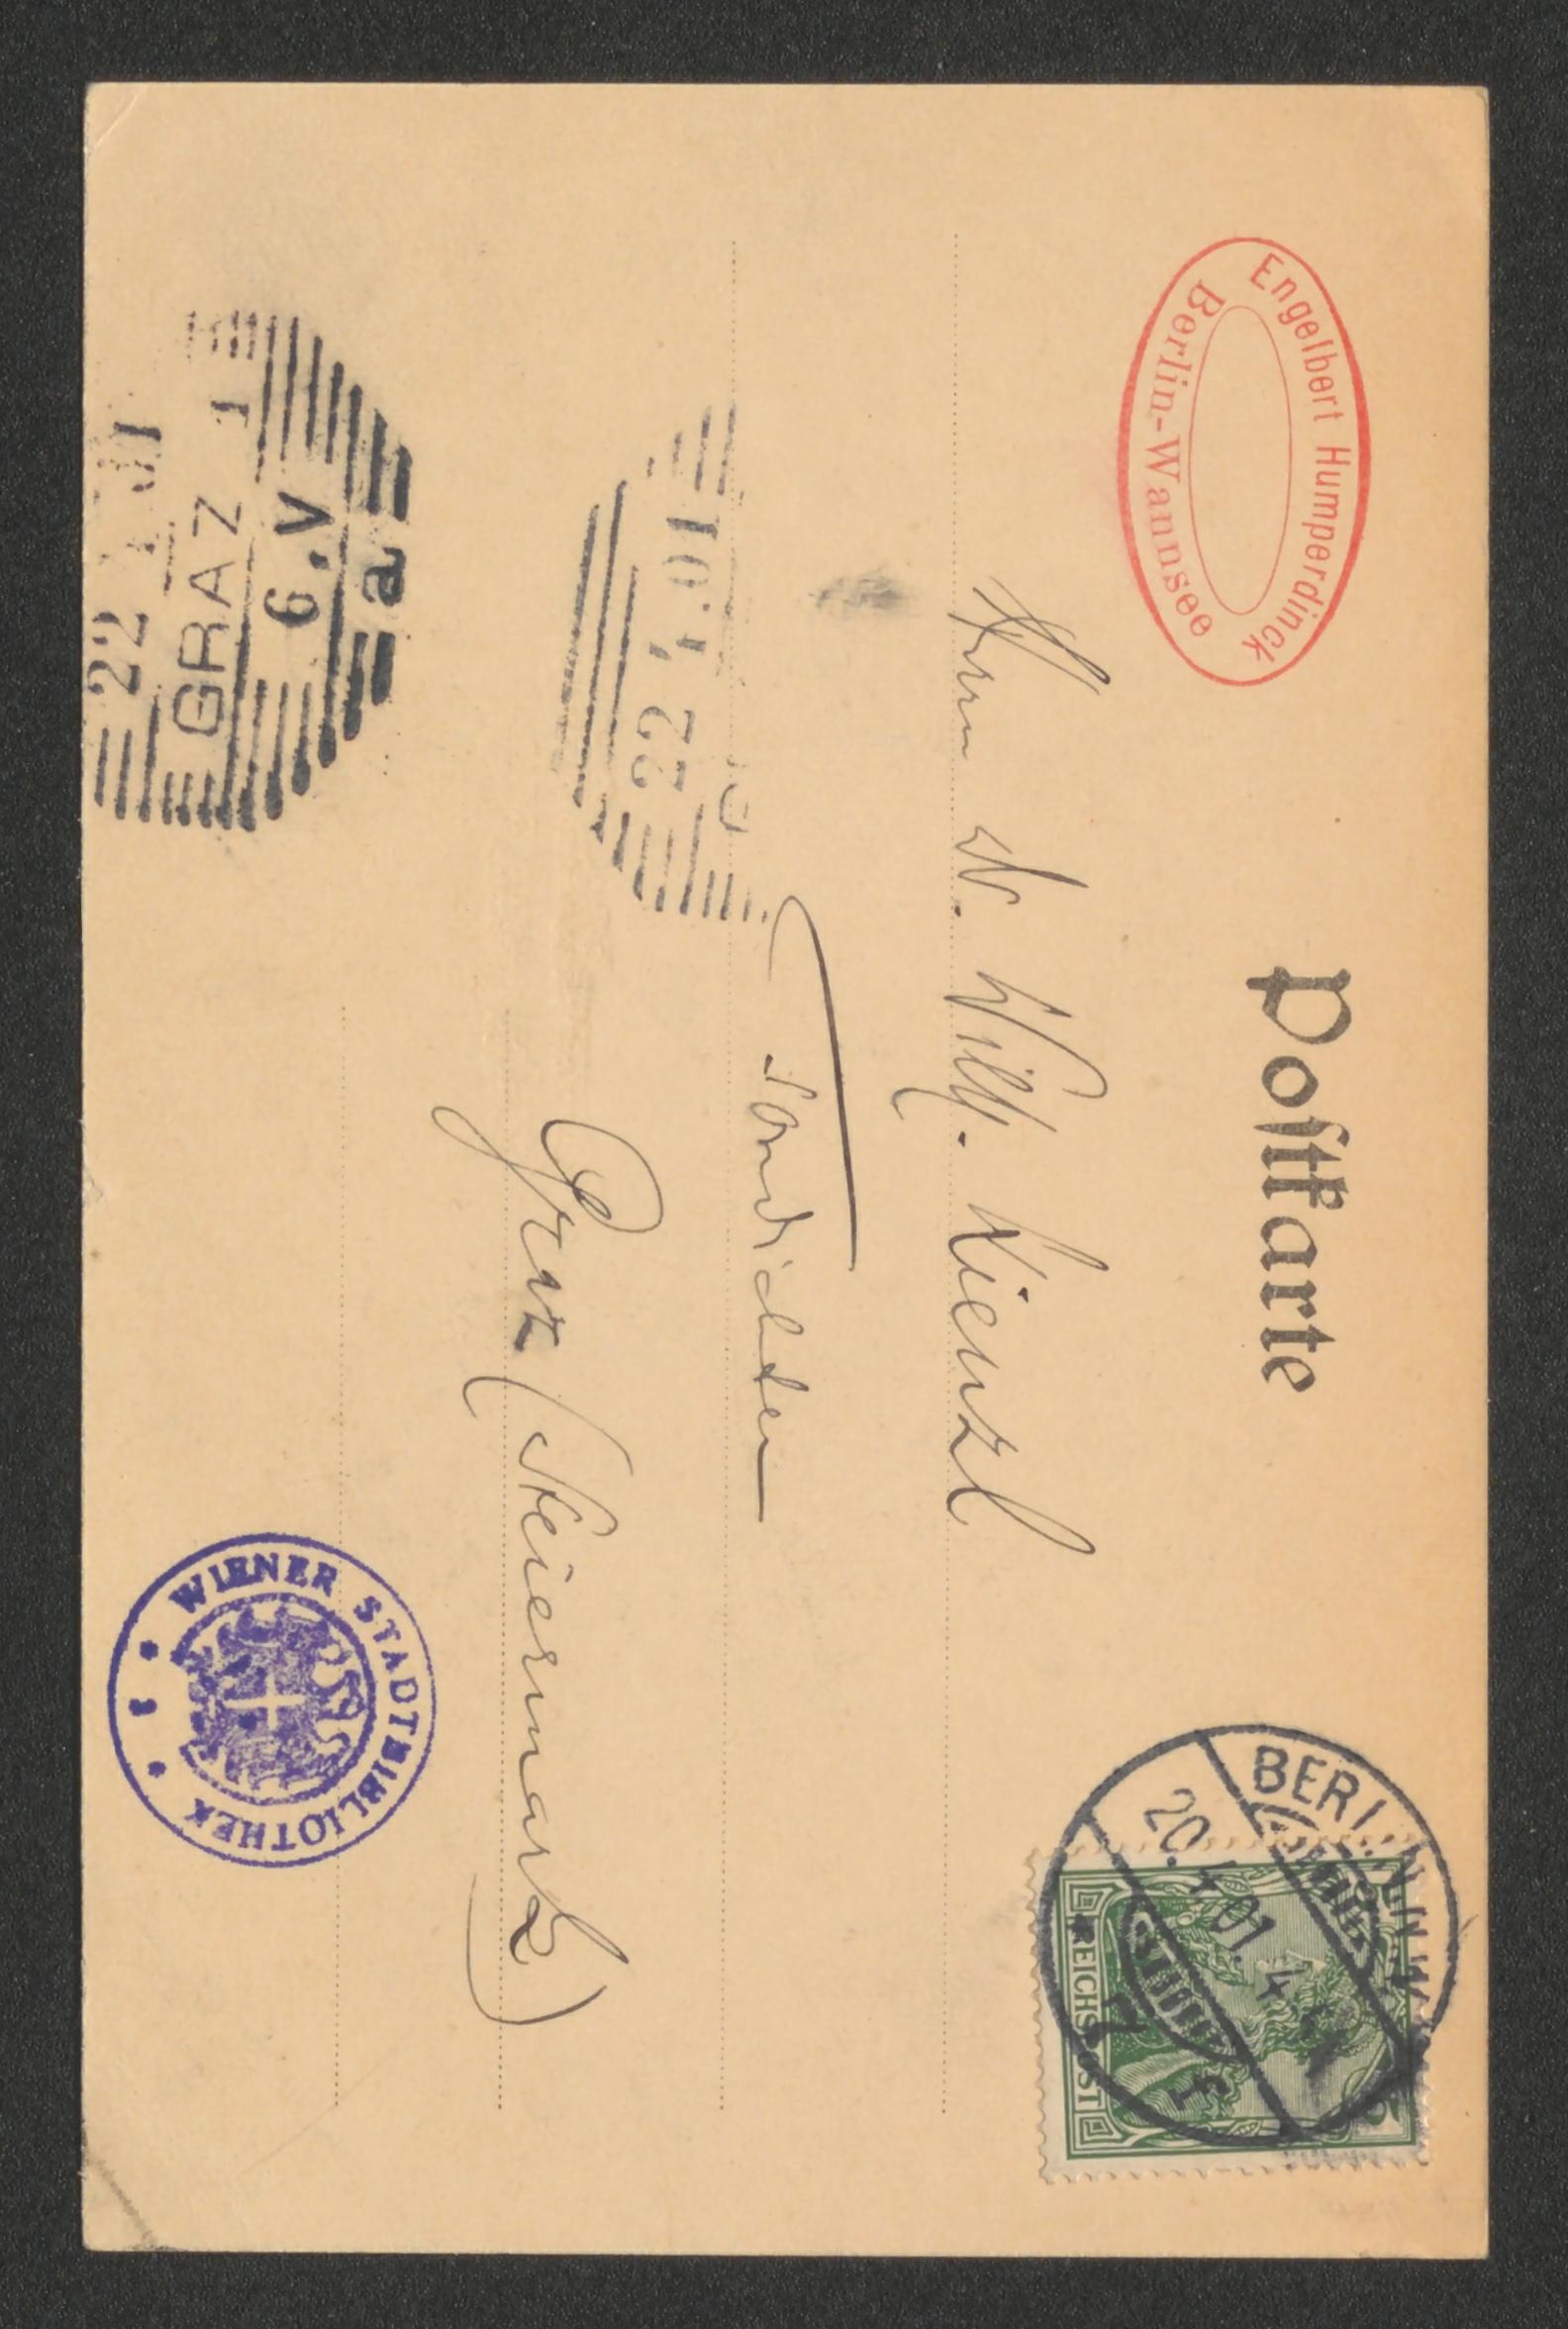 Postkarte
Engelbert Humperdinck
Berlin-Wannsee
REICHSPOST
20. 4 01. 4
Herrn Dr. Wilh. Kienzl
Tondichter
Graz (Steiermark)
22 4. 01
22 01
GRAZ 1
6.V
a
WIENER STADTBIBLIOTHEK